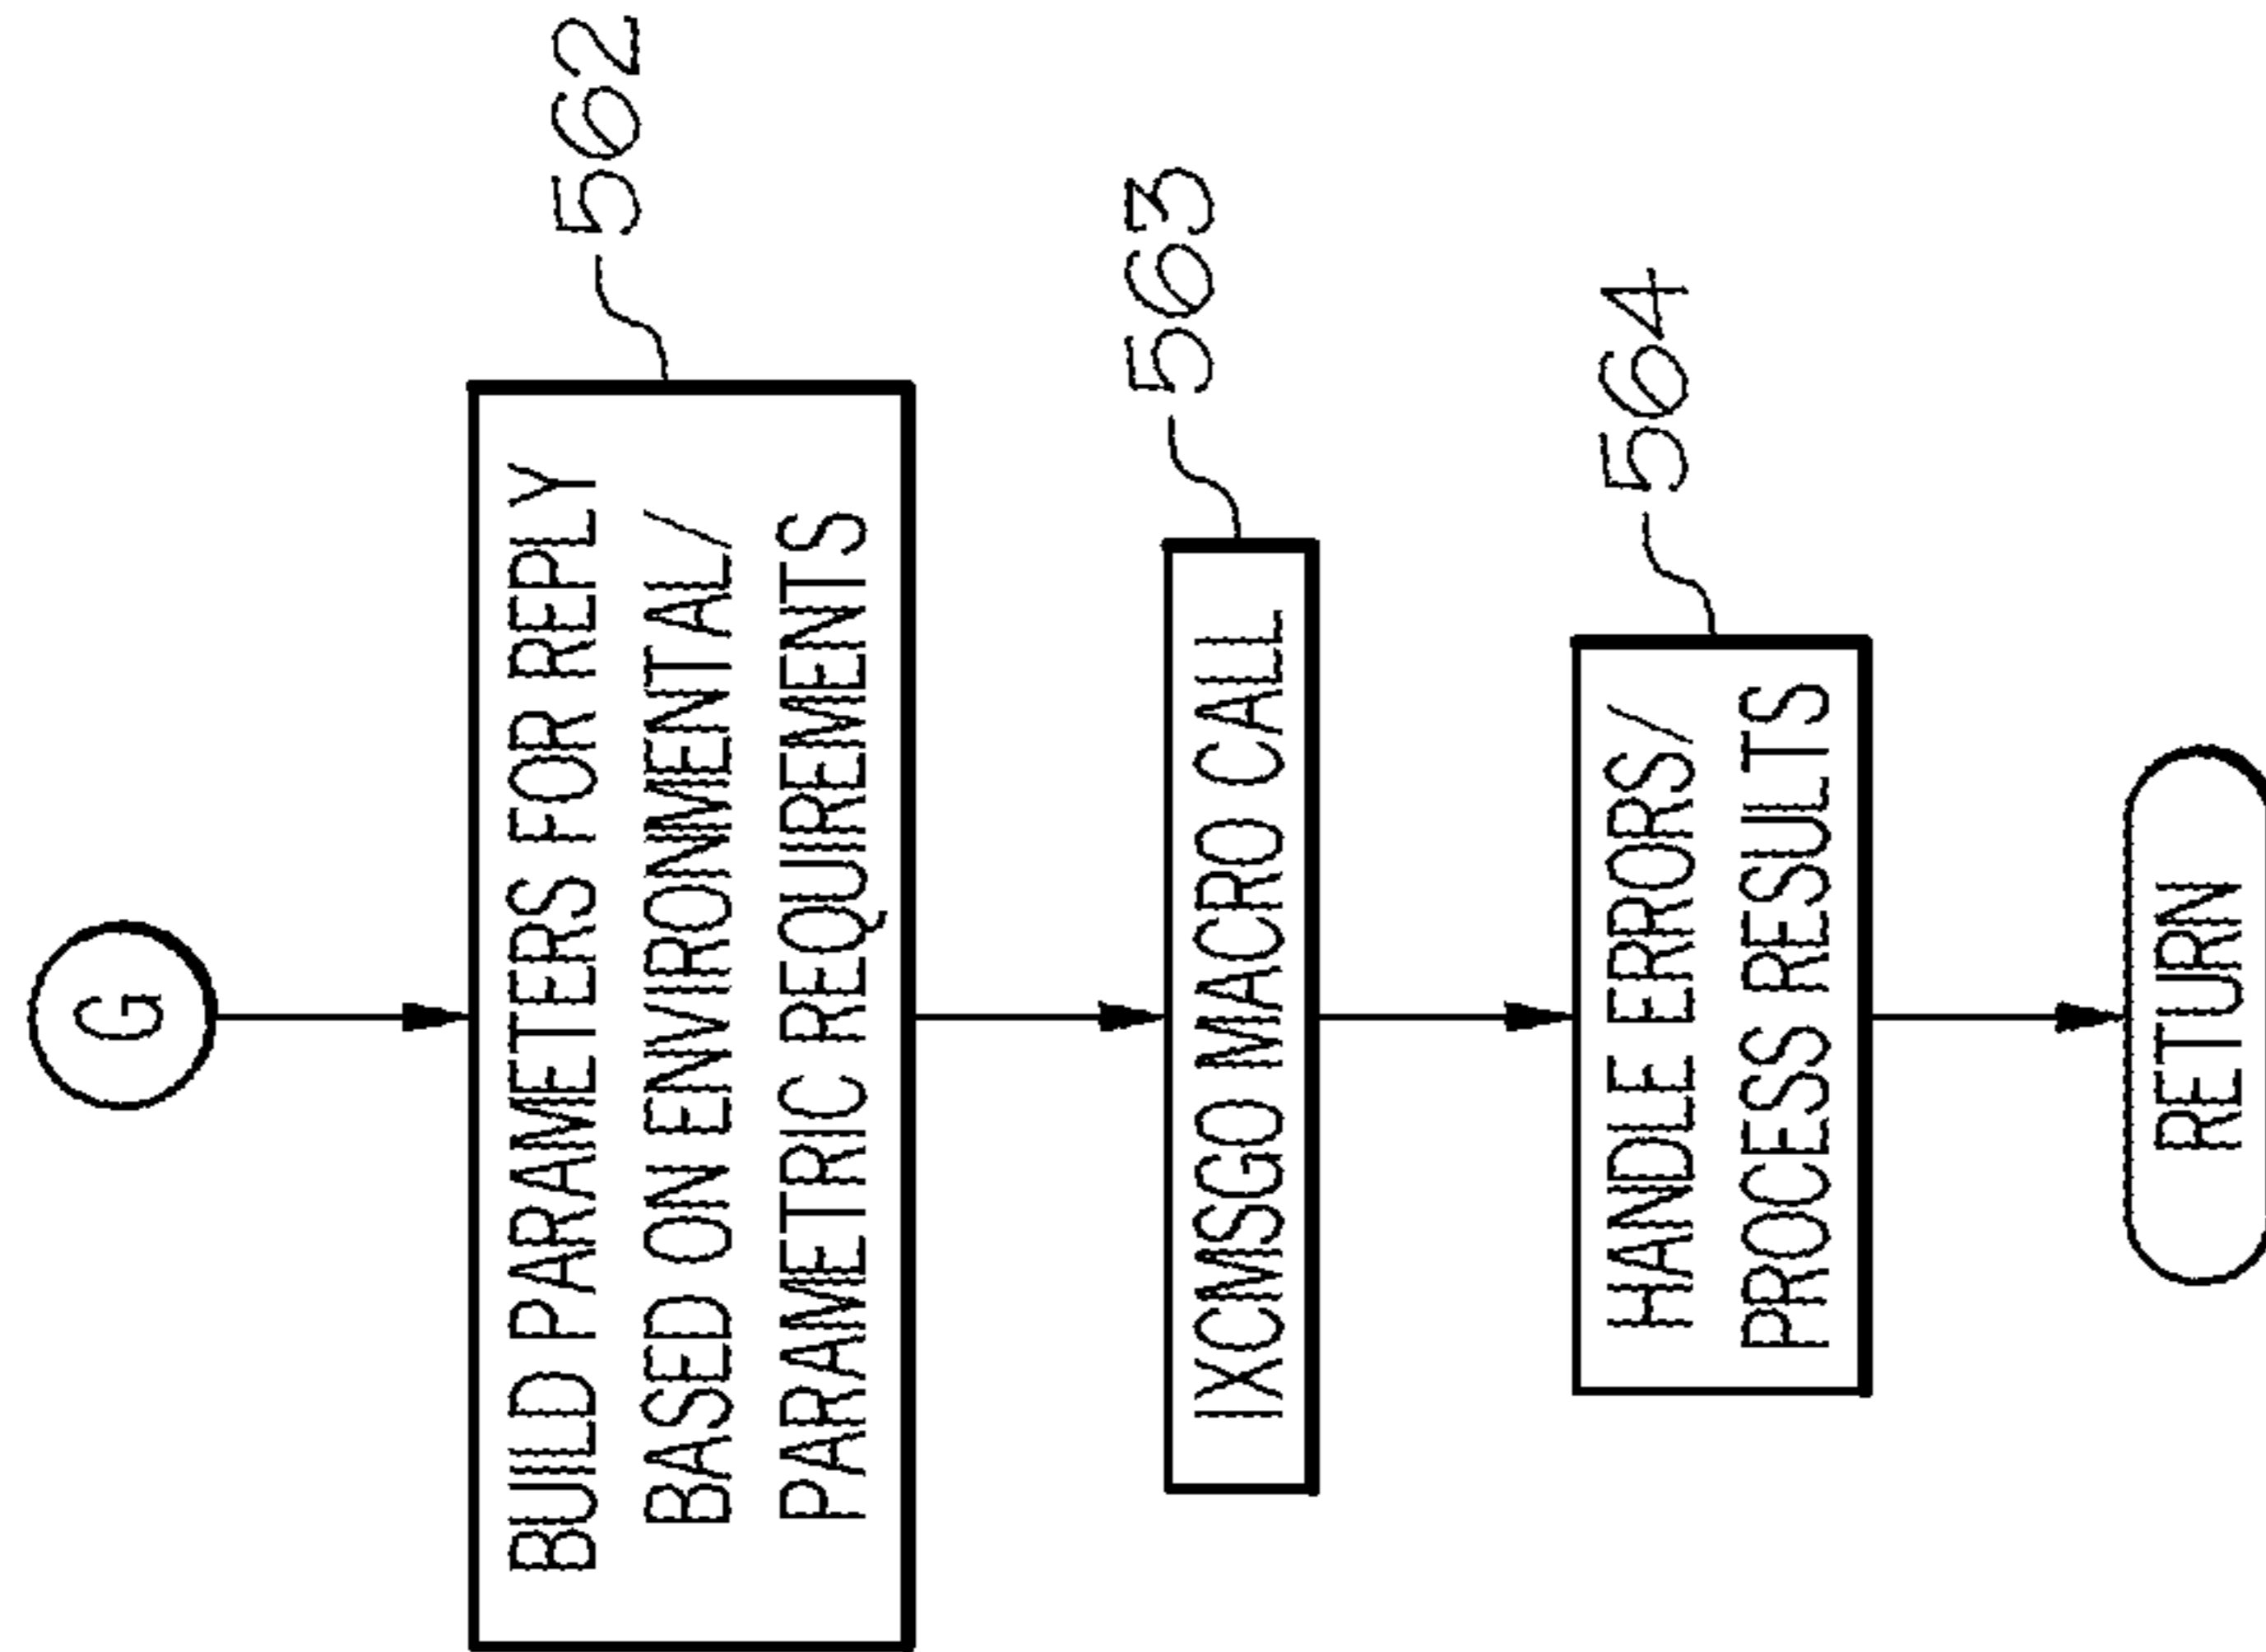 G
562
BUILD PARAMETERS FOR REPLY
BASED ON ENVIRONMENTAL/
PARAMETRIC REQUIREMENTS
563
IXCMSGO MACRO CALL
564
HANDLE ERRORS/
PROCESS RESULTS
RETURN